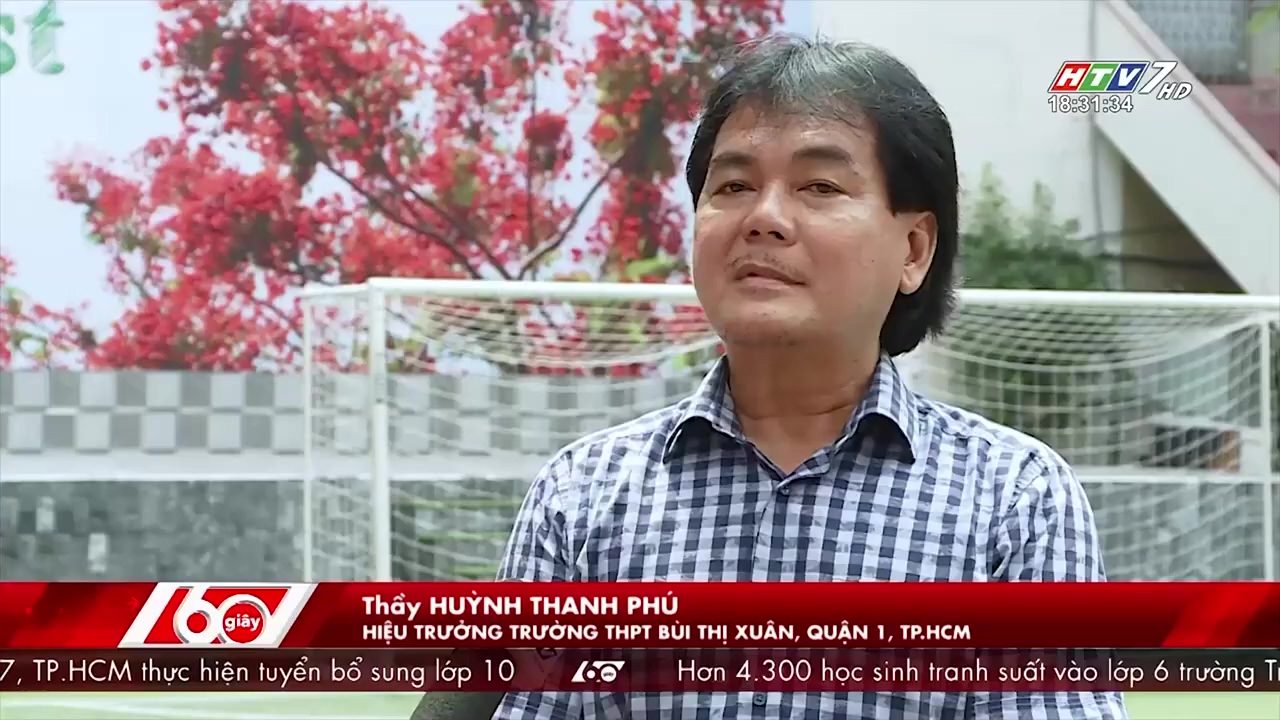 st
HTV7 HD
18:31:34
60 giây
Thầy HUỲNH THANH PHÚ
HIỆU TRƯỞNG TRƯỜNG THPT BÙI THỊ XUÂN, QUẬN 1, TP.HCM
7, TP.HCM thực hiện tuyển bổ sung lớp 10 60 Hơn 4.300 học sinh tranh suất vào lớp 6 trường